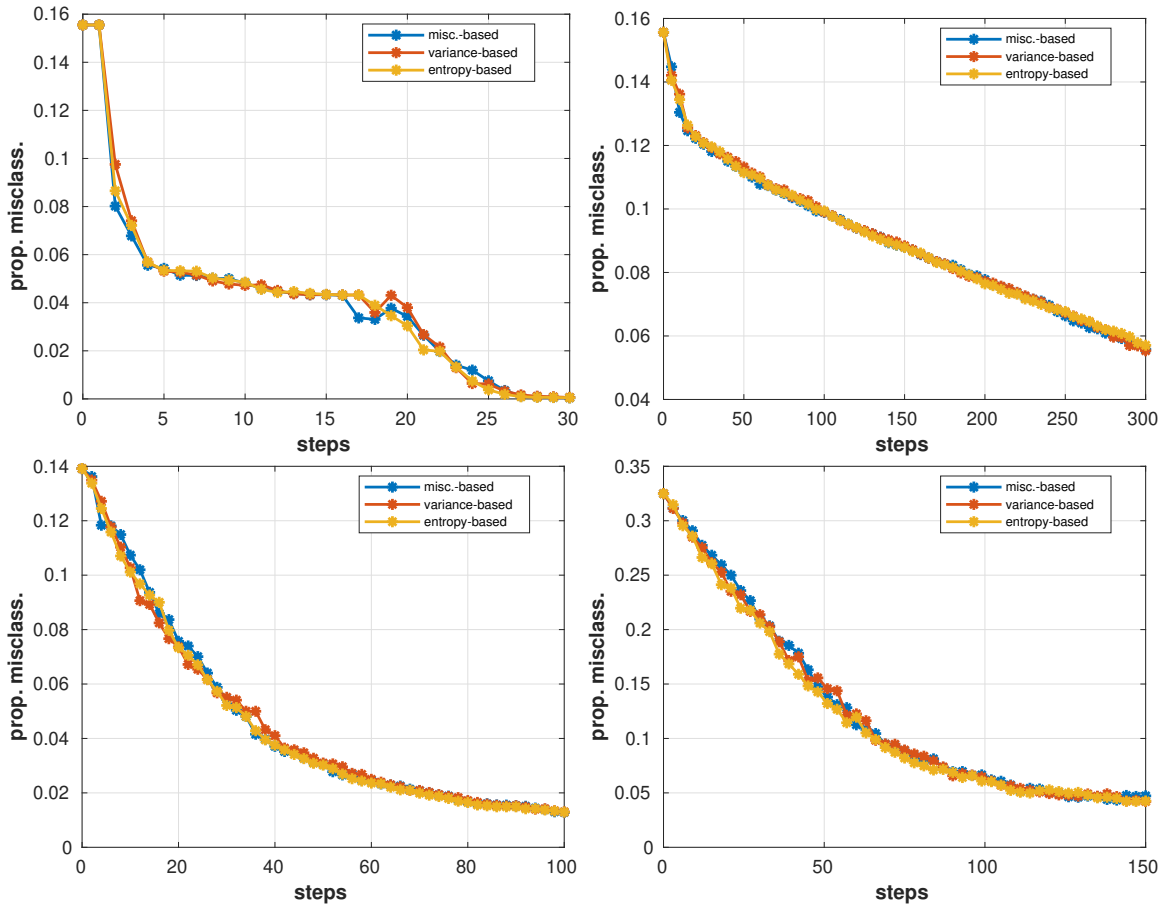 0.16
0.14
0.12
0.1
0.08
0.06
0.04
0.02
0
prop. misclass.
misc.-based
variance-based
entropy-based
0 5 10 15 20 25 30
steps
0.16
0.14
0.12
0.1
0.08
0.06
0.04
prop. misclass.
misc.-based
variance-based
entropy-based
0 50 100 150 200 250 300
steps
0.14
0.12
0.1
0.08
0.06
0.04
0.02
0
prop. misclass.
misc.-based
variance-based
entropy-based
0 20 40 60 80 100
steps
0.35
0.3
0.25
0.2
0.15
0.1
0.05
0
prop. misclass.
misc.-based
variance-based
entropy-based
0 50 100 150
steps